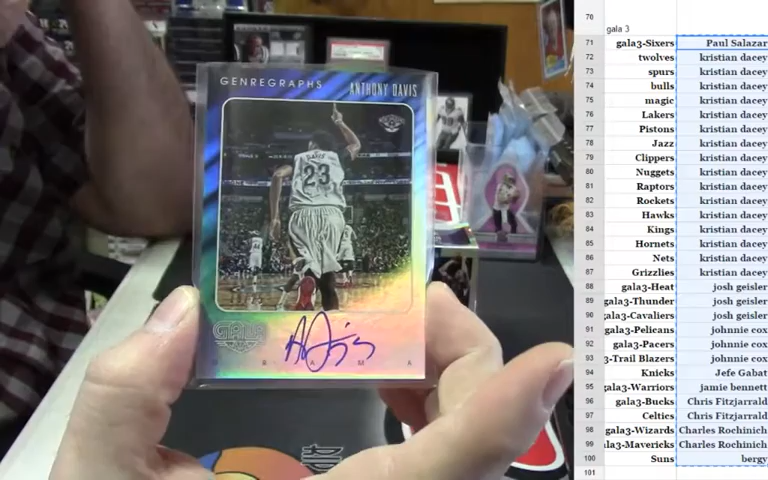 70
gala 3
71 gala3-Sixers Paul Salazar
72 twolves kristian dacey
73 spurs kristian dacey
74 bulls kristian dacey
75 magic kristian dacey
76 Lakers kristian dacey
77 Pistons kristian dacey
78 Jazz kristian dacey
79 Clippers kristian dacey
80 Nuggets kristian dacey
81 Raptors kristian dacey
82 Rockets kristian dacey
83 Hawks kristian dacey
84 Kings kristian dacey
85 Hornets kristian dacey
86 Nets kristian dacey
87 Grizzlies kristian dacey
88 gala3-Heat josh geisler
89 gala3-Thunder josh geisler
90 gala3-Cavaliers josh geisler
91 gala3-Pelicans johnnie cox
92 gala3-Pacers johnnie cox
93 3-Trail Blazers johnnie cox
94 Knicks Jefe Gabat
95 gala3-Warriors jamie bennett
96 gala3-Bucks Chris Fitzjarrald
97 Celtics Chris Fitzjarrald
98 gala3-Wizards Charles Rochinich
99 gala3-Mavericks Charles Rochinich
100 Suns bergy
101
GENREGRAPHS ANTHONY DAVIS
DAVIS
23
GALA
D R A M A